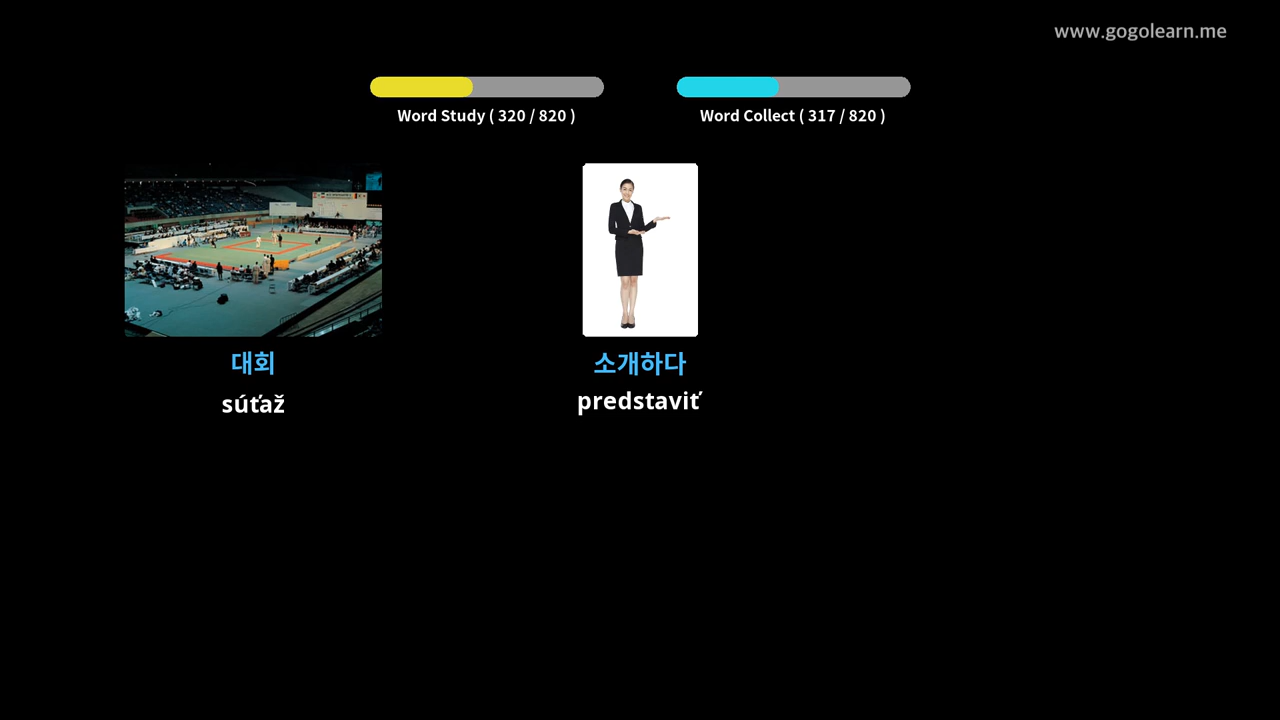 www.gogolearn.me
Word Study ( 320 / 820 )
Word Collect ( 317 / 820 )
대회
súťaž
소개하다
predstaviť